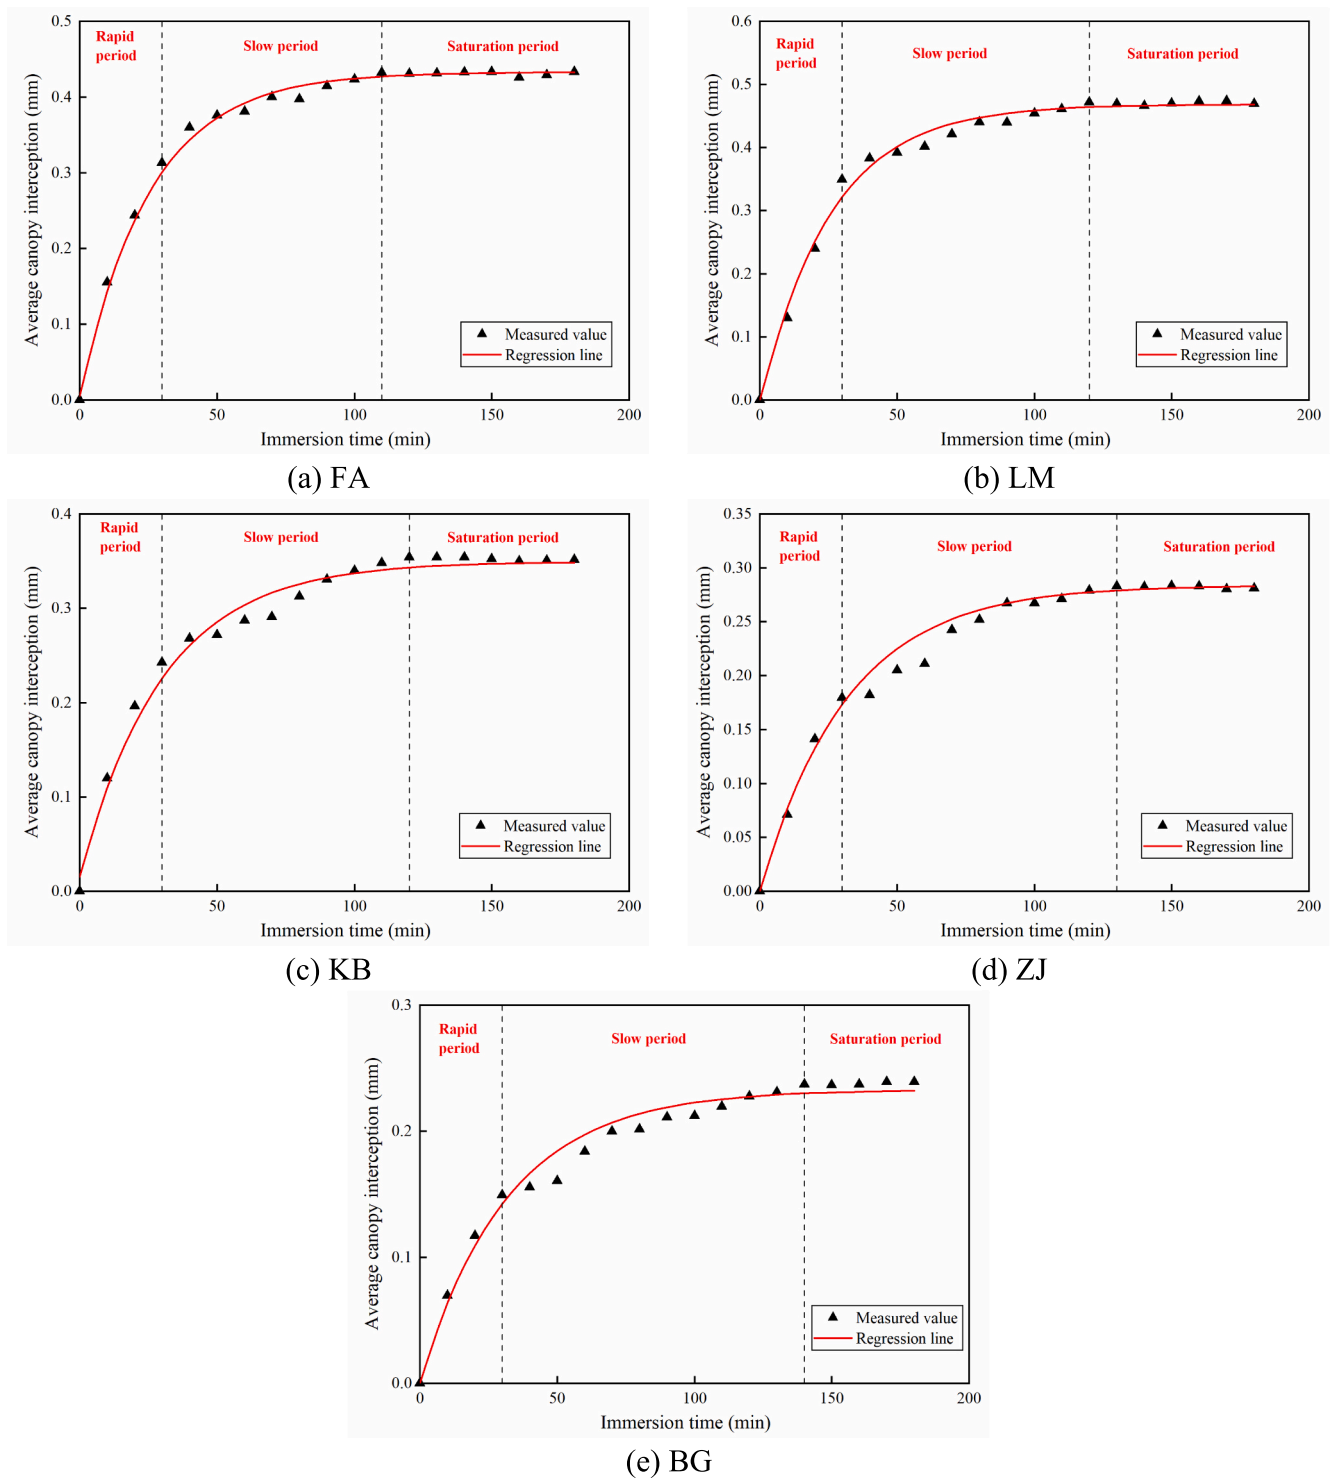 0.5
0.4
0.3
0.2
0.1
0.0
0
50
100
150
200
Average canopy interception (mm)
Immersion time (min)
Rapid
period
Slow period
Saturation period
Measured value
Regression line
(a) FA
0.6
0.5
0.4
0.3
0.2
0.1
0.0
0
50
100
150
200
Average canopy interception (mm)
Immersion time (min)
Rapid
period
Slow period
Saturation period
Measured value
Regression line
(b) LM
0.4
0.3
0.2
0.1
0.0
0
50
100
150
200
Average canopy interception (mm)
Immersion time (min)
Rapid
period
Slow period
Saturation period
Measured value
Regression line
(c) KB
0.35
0.30
0.25
0.20
0.15
0.10
0.05
0.00
0
50
100
150
200
Average canopy interception (mm)
Immersion time (min)
Rapid
period
Slow period
Saturation period
Measured value
Regression line
(d) ZJ
0.3
0.2
0.1
0.0
0
50
100
150
200
Average canopy interception (mm)
Immersion time (min)
Rapid
period
Slow period
Saturation period
Measured value
Regression line
(e) BG